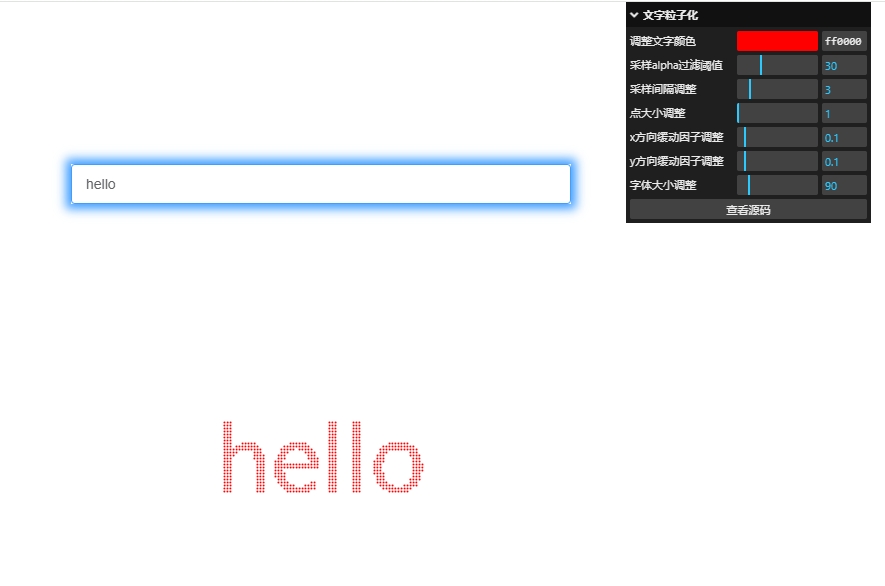 文字粒子化
调整文字颜色 ff0000
采样alpha过滤阈值 30
采样间隔调整 3
点大小调整 1
x方向缓动因子调整 0.1
y方向缓动因子调整 0.1
字体大小调整 90
查看源码
hello
hello